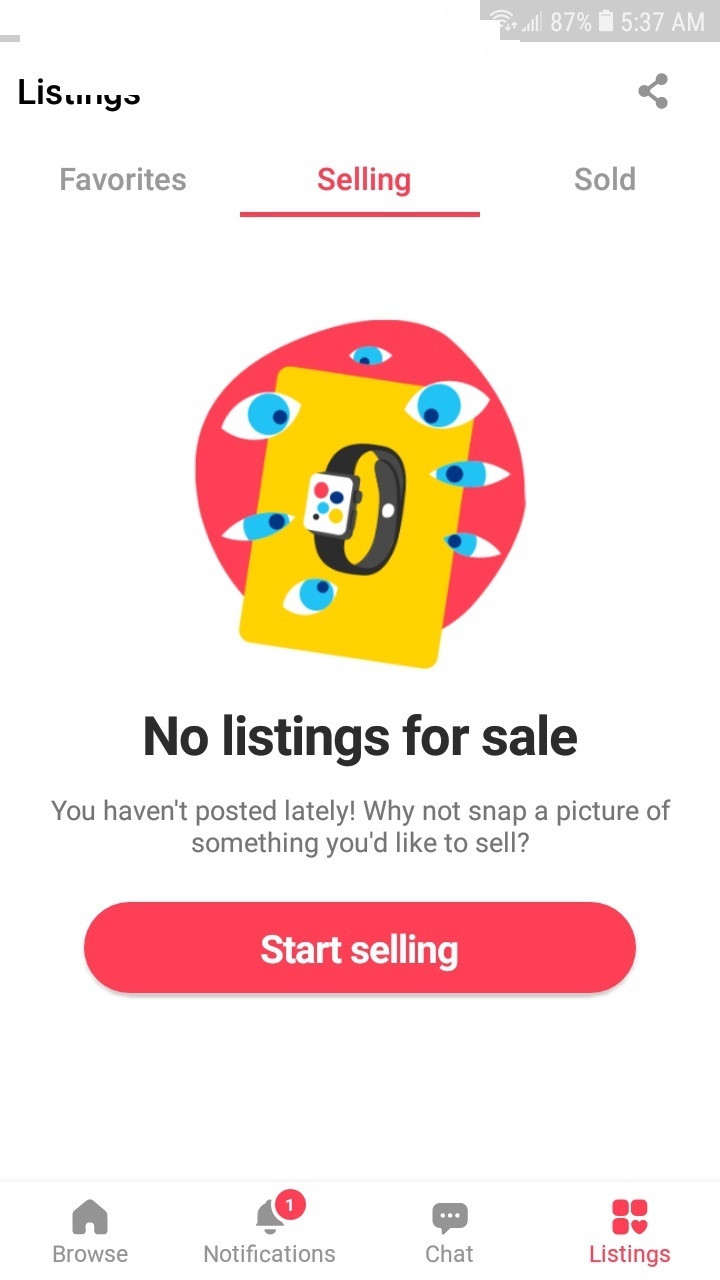 87% 5:37 AM
Listings
Favorites Selling Sold
No listings for sale
You haven't posted lately! Why not snap a picture of
something you'd like to sell?
Start selling
1
Browse Notifications Chat Listings